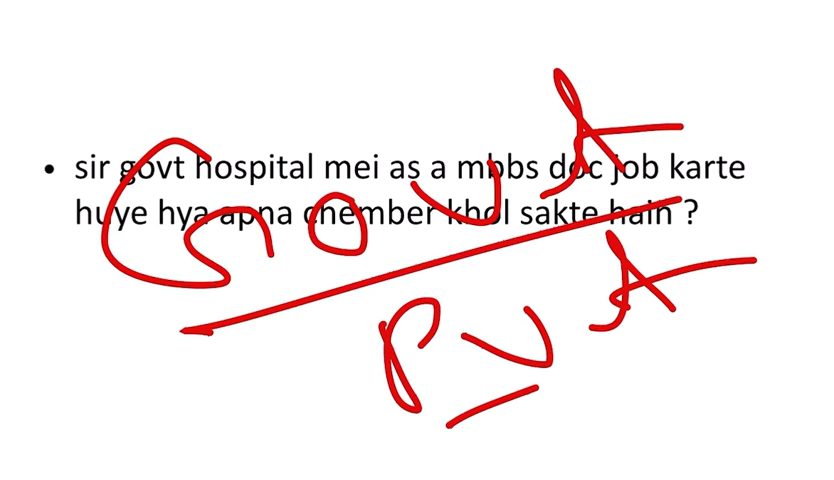 • sir govt hospital mei as a mbbs doc job karte
huye hya apna chember khol sakte hain ?
Govt
Pvt